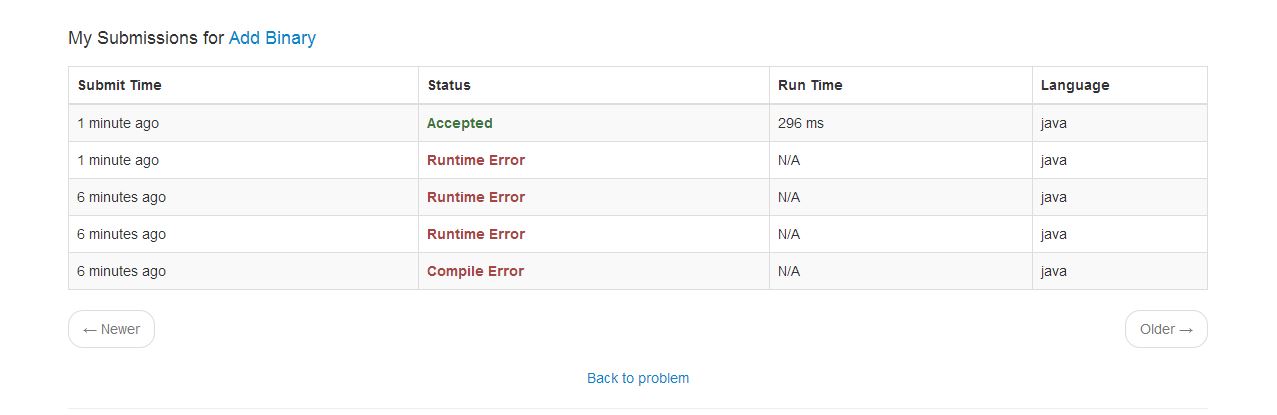 My Submissions for Add Binary
Submit Time Status Run Time Language
1 minute ago Accepted 296 ms java
1 minute ago Runtime Error N/A java
6 minutes ago Runtime Error N/A java
6 minutes ago Runtime Error N/A java
6 minutes ago Compile Error N/A java
← Newer Older →
Back to problem